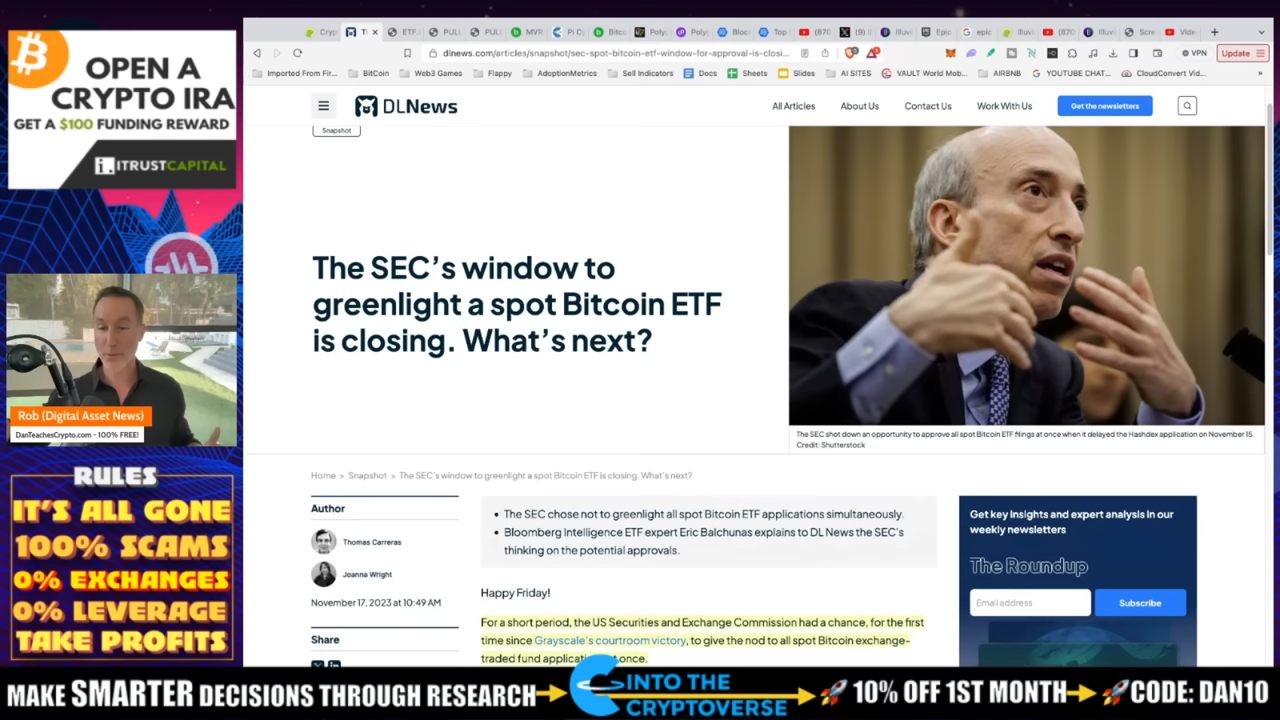 OPEN A
CRYPTO IRA
GET A $100 FUNDING REWARD
ITRUSTCAPITAL
Rob (Digital Asset News)
DanTeachesCrypto.com - 100% FREE!
RULES
IT'S ALL GONE
100% SCAMS
0% EXCHANGES
0% LEVERAGE
TAKE PROFITS
dlnews.com/articles/snapshot/sec-spot-bitcoin-etf-window-for-approval-is-closi...
VPN
Update
Imported From Fir...
BitCoin
Web3 Games
Flappy
AdoptionMetrics
Sell Indicators
Docs
Sheets
Slides
AI SITES
VAULT World Mob...
AIRBNB
YOUTUBE CHAT...
CloudConvert Vid...
DLNews
All Articles
About Us
Contact Us
Work With Us
Get the newsletters
Snapshot
The SEC's window to
greenlight a spot Bitcoin ETF
is closing. What's next?
The SEC shot down an opportunity to approve all spot Bitcoin ETF filings at once when it delayed the Hashdex application on November 15.
Credit: Shutterstock
Home > Snapshot > The SEC's window to greenlight a spot Bitcoin ETF is closing. What's next?
Author
Thomas Carreras
Joanna Wright
November 17, 2023 at 10:49 AM
Share
• The SEC chose not to greenlight all spot Bitcoin ETF applications simultaneously.
• Bloomberg Intelligence ETF expert Eric Balchunas explains to DL News the SEC's
thinking on the potential approvals.
Happy Friday!
For a short period, the US Securities and Exchange Commission had a chance, for the first
time since Grayscale's courtroom victory, to give the nod to all spot Bitcoin exchange-
traded fund once.
Get key insights and expert analysis in our
weekly newsletters
The Roundup
Email address
Subscribe
MAKE SMARTER DECISIONS THROUGH RESEARCH
INTO THE
CRYPTOVERSE
10% OFF 1ST MONTH
CODE: DAN10